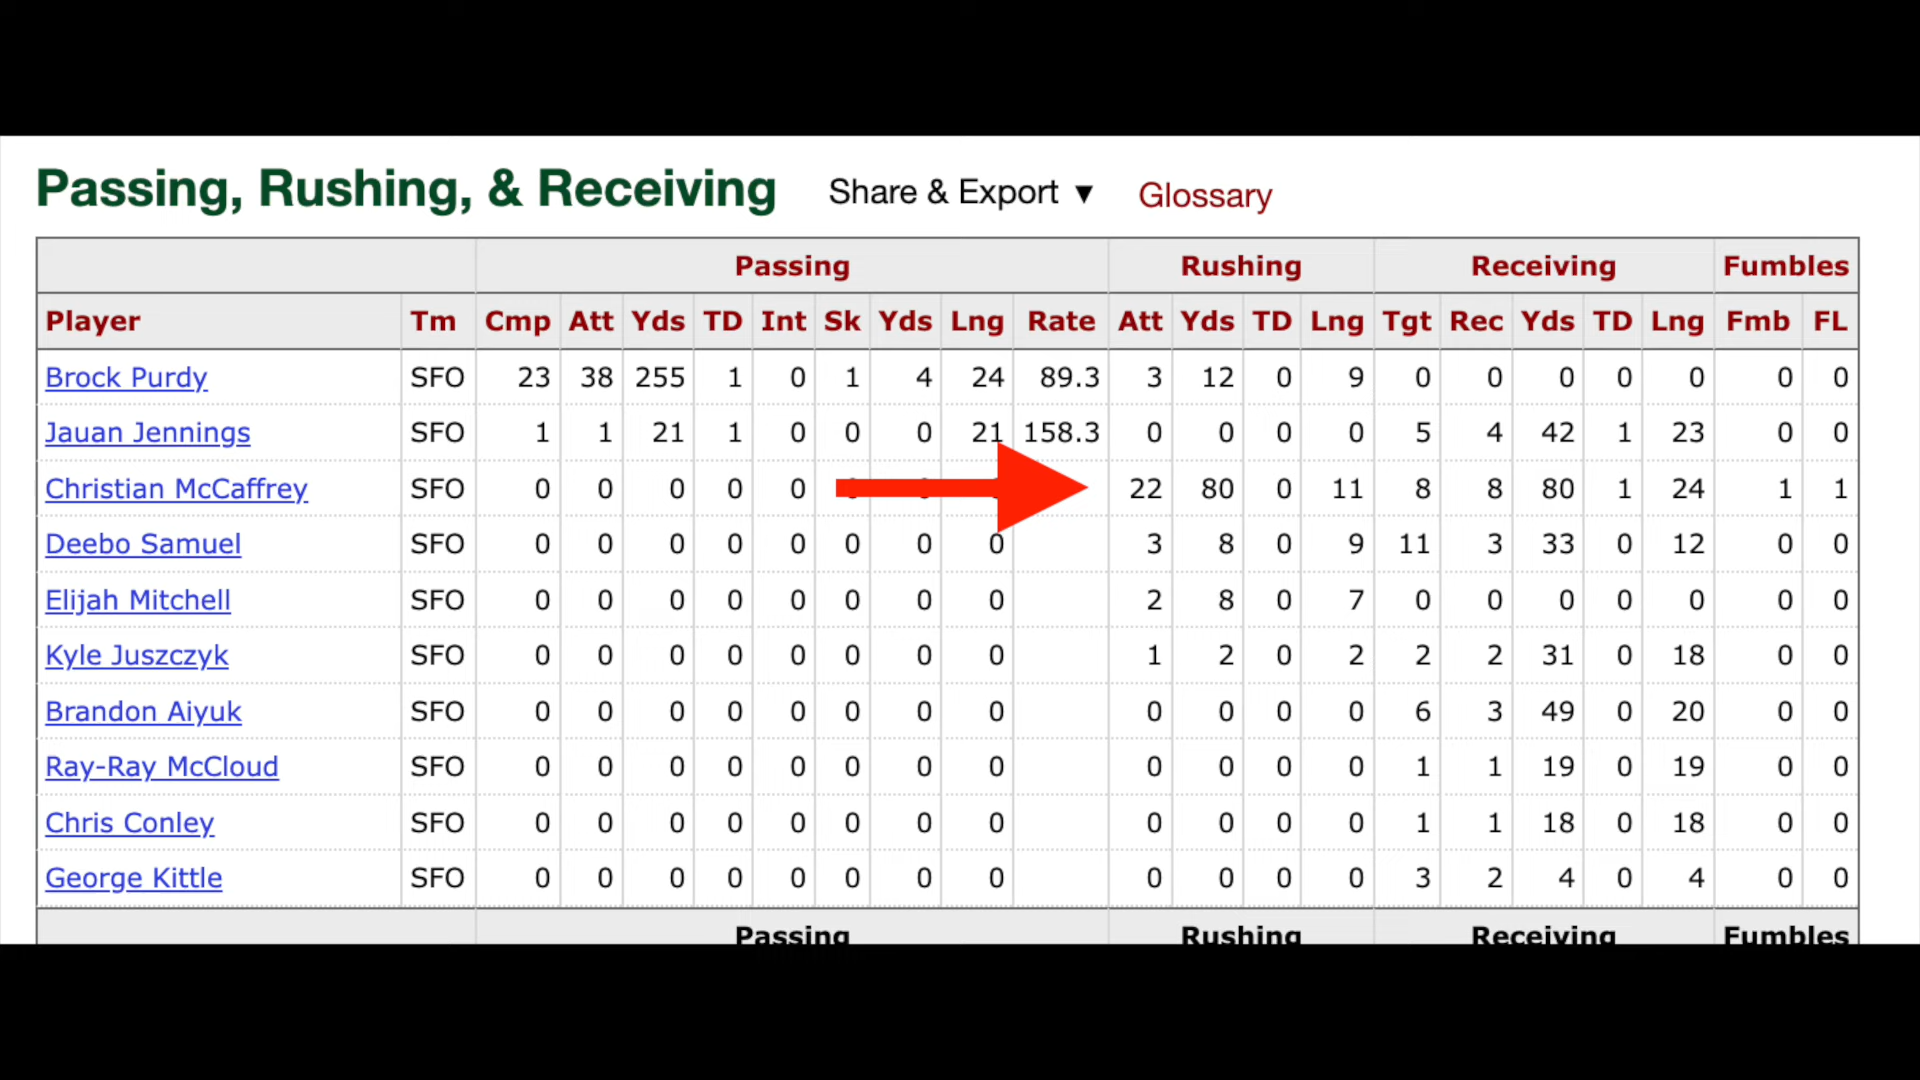 Passing, Rushing, & Receiving Share & Export ▼ Glossary
Passing Rushing Receiving Fumbles
Player Tm Cmp Att Yds TD Int Sk Yds Lng Rate Att Yds TD Lng Tgt Rec Yds TD Lng Fmb FL
Brock Purdy SFO 23 38 255 1 0 1 4 24 89.3 3 12 0 9 0 0 0 0 0 0 0
Jauan Jennings SFO 1 1 21 1 0 0 0 21 158.3 0 0 0 0 5 4 42 1 23 0 0
Christian McCaffrey SFO 0 0 0 0 0 22 80 0 11 8 8 80 1 24 1 1
Deebo Samuel SFO 0 0 0 0 0 0 0 0 3 8 0 9 11 3 33 0 12 0 0
Elijah Mitchell SFO 0 0 0 0 0 0 0 0 2 8 0 7 0 0 0 0 0 0 0
Kyle Juszczyk SFO 0 0 0 0 0 0 0 0 1 2 0 2 2 2 31 0 18 0 0
Brandon Aiyuk SFO 0 0 0 0 0 0 0 0 0 0 0 0 6 3 49 0 20 0 0
Ray-Ray McCloud SFO 0 0 0 0 0 0 0 0 0 0 0 0 1 1 19 0 19 0 0
Chris Conley SFO 0 0 0 0 0 0 0 0 0 0 0 0 1 1 18 0 18 0 0
George Kittle SFO 0 0 0 0 0 0 0 0 0 0 0 0 3 2 4 0 4 0 0
Passing Rushing Receiving Fumbles